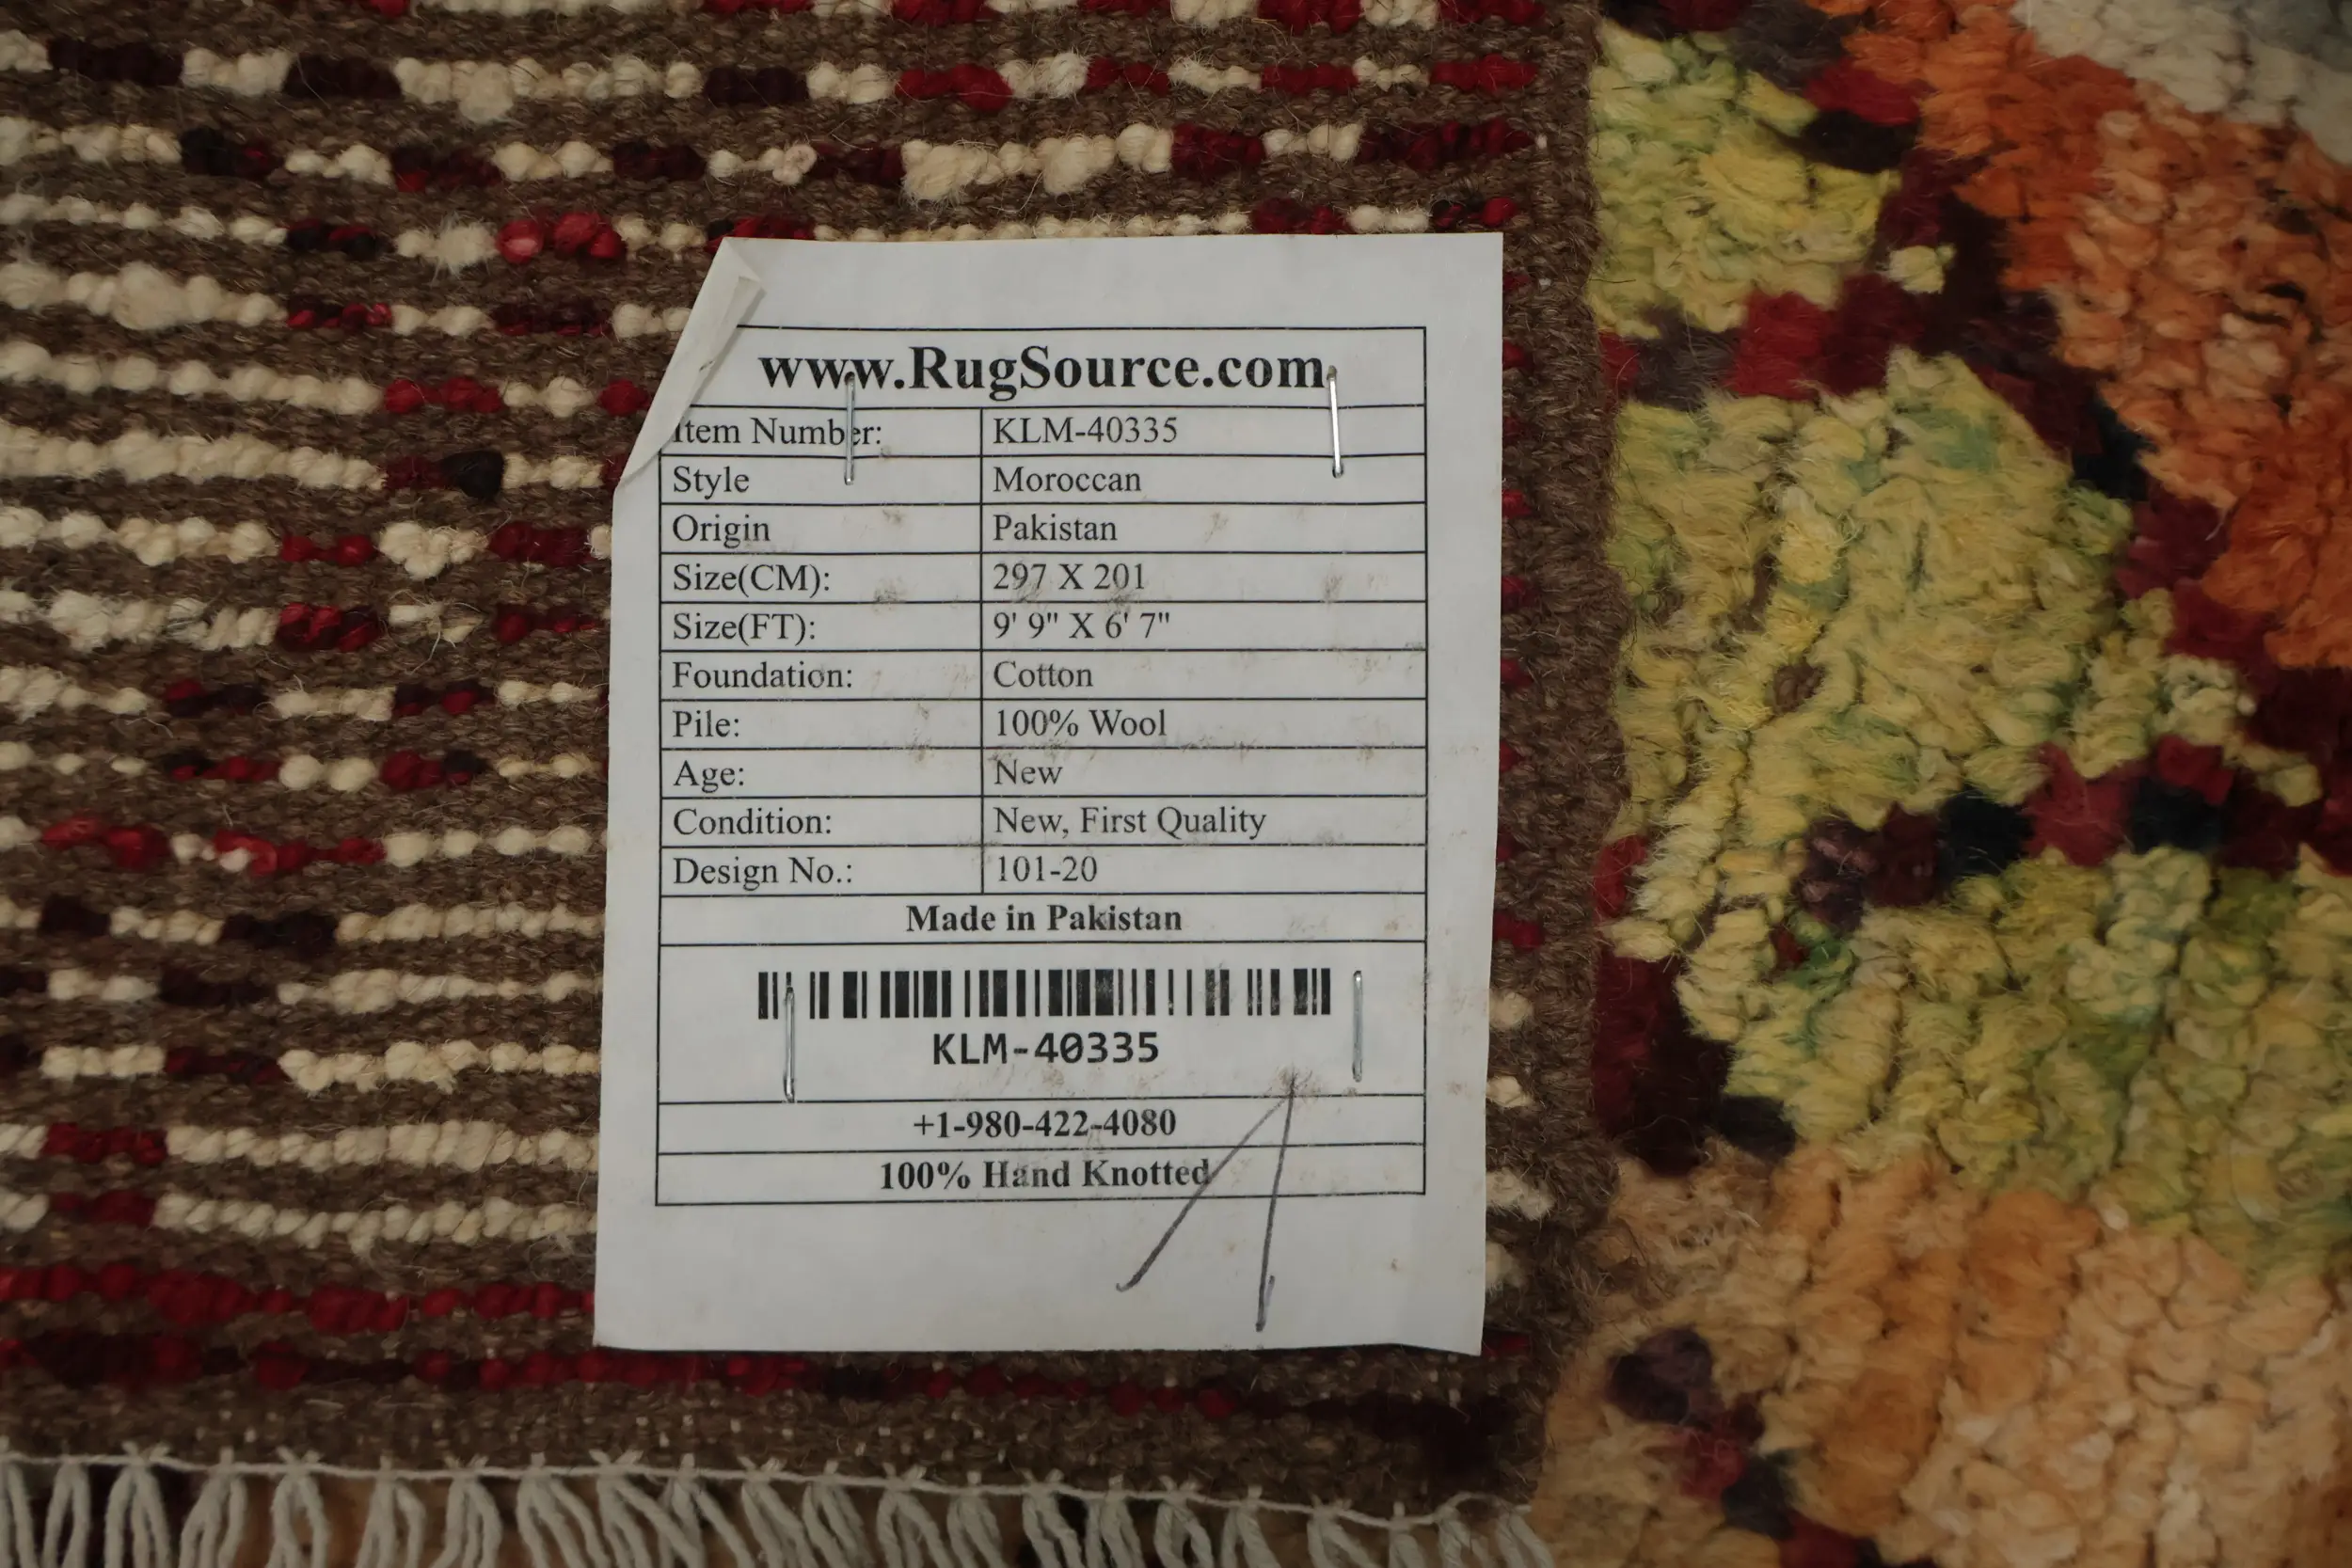 www.RugSource.com
Item Number: KLM-40335
Style Moroccan
Origin Pakistan
Size(CM): 297 X 201
Size(FT): 9' 9" X 6' 7"
Foundation: Cotton
Pile: 100% Wool
Age: New
Condition: New, First Quality
Design No.: 101-20
Made in Pakistan
KLM-40335
+1-980-422-4080
100% Hand Knotted